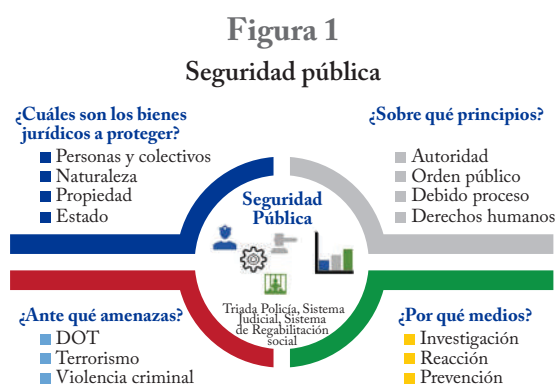 Figura 1
Seguridad pública
¿Cuáles son los bienes
jurídicos a proteger?
Personas y colectivos
Naturaleza
Propiedad
Estado
¿Sobre qué principios?
Autoridad
Orden público
Debido proceso
Derechos humanos
Seguridad
Pública
Triada Policía, Sistema
Judicial, Sistema
de Regabilitación
social
¿Ante qué amenazas?
DOT
Terrorismo
Violencia criminal
¿Por qué medios?
Investigación
Reacción
Prevención